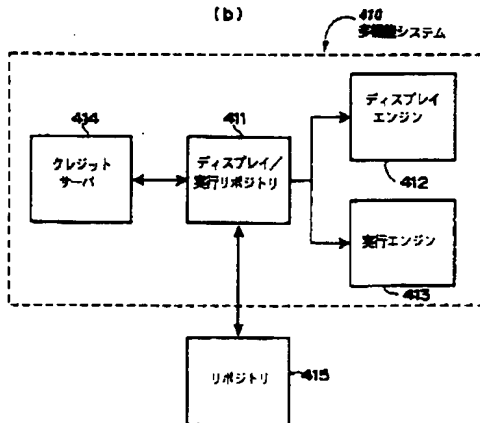 (b)
410
多機能システム
414
クレジット
サーバ
411
ディスプレイ/
実行リポジトリ
ディスプレイ
エンジン
412
実行エンジン
413
リポジトリ
415